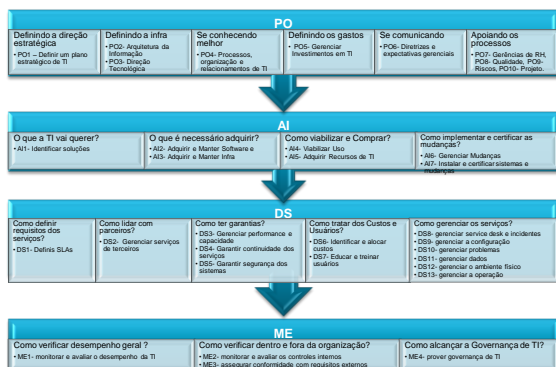 PO
Definindo a direção
estratégica
• PO1 – Definir um plano
estratégico de TI
Definindo a infra
• PO2- Arquitetura da
Informação
• PO3- Direção
Tecnológica
Se conhecendo
melhor
• PO4- Processos,
organização e
relacionamentos de TI
Definindo os gastos
• PO5- Gerenciar
Investimentos em TI
Se comunicando
• PO6- Diretrizes e
expectativas gerenciais
Apoiando os
processos
• PO7- Gerências de RH,
PO8- Qualidade, PO9-
Riscos, PO10- Projeto.
AI
O que a TI vai querer?
• AI1- Identificar soluções
O que é necessário adquirir?
• AI2- Adquirir e Manter Software e
• AI3- Adquirir e Manter Infra
Como viabilizar e Comprar?
• AI4- Viabilizar Uso
• AI5- Adquirir Recursos de TI
Como implementar e certificar as
mudanças?
• AI6- Gerenciar Mudanças
• AI7- Instalar e certificar sistemas e
mudanças
DS
Como definir
requisitos dos
serviços?
• DS1- Definis SLAs
Como lidar com
parceiros?
• DS2- Gerenciar serviços
de terceiros
Como ter garantias?
• DS3- Gerenciar performance e
capacidade
• DS4- Garantir continuidade dos
serviços
• DS5- Garantir segurança dos
sistemas
Como tratar dos Custos e
Usuários?
• DS6- Identificar e alocar
custos
• DS7- Educar e treinar
usuários
Como gerenciar os serviços?
• DS8- gerenciar service desk e incidentes
• DS9- gerenciar a configuração
• DS10- gerenciar problemas
• DS11- gerenciar dados
• DS12- gerenciar o ambiente físico
• DS13- gerenciar a operação
ME
Como verificar desempenho geral ?
• ME1- monitorar e avaliar o desempenho da TI
Como verificar dentro e fora da organização?
• ME2- monitorar e avaliar os controles internos
• ME3- assegurar conformidade com requisitos externos
Como alcançar a Governança de TI?
• ME4- prover governança de TI